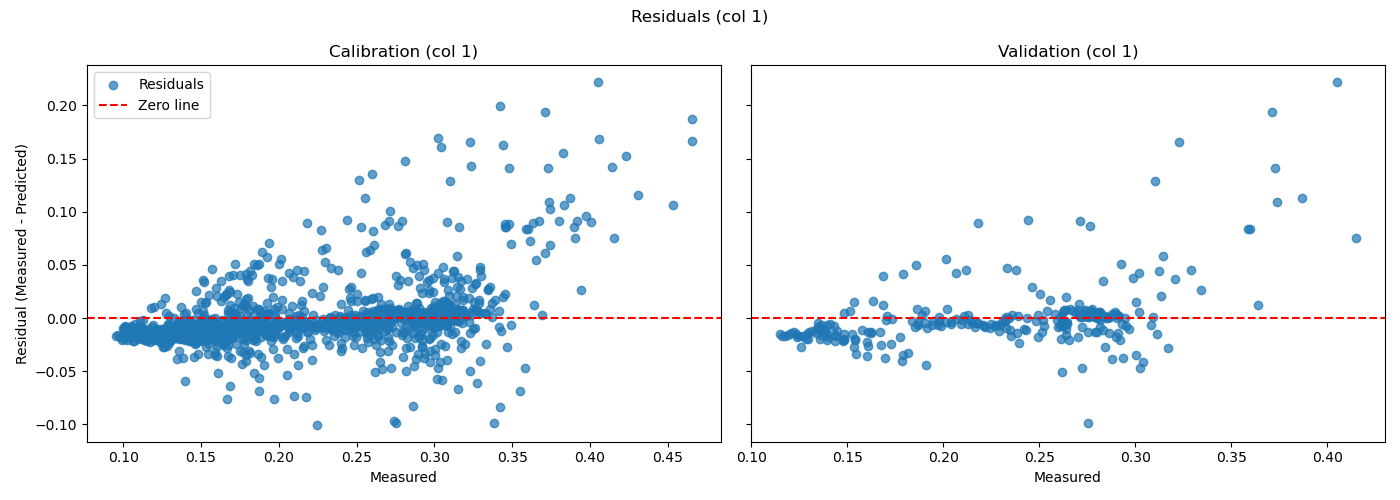 Residuals (col 1)
Calibration (col 1)
Residuals
Zero line
Residual (Measured - Predicted)
0.20
0.15
0.10
0.05
0.00
−0.05
−0.10
0.10 0.15 0.20 0.25 0.30 0.35 0.40 0.45
Measured
Validation (col 1)
0.10 0.15 0.20 0.25 0.30 0.35 0.40
Measured